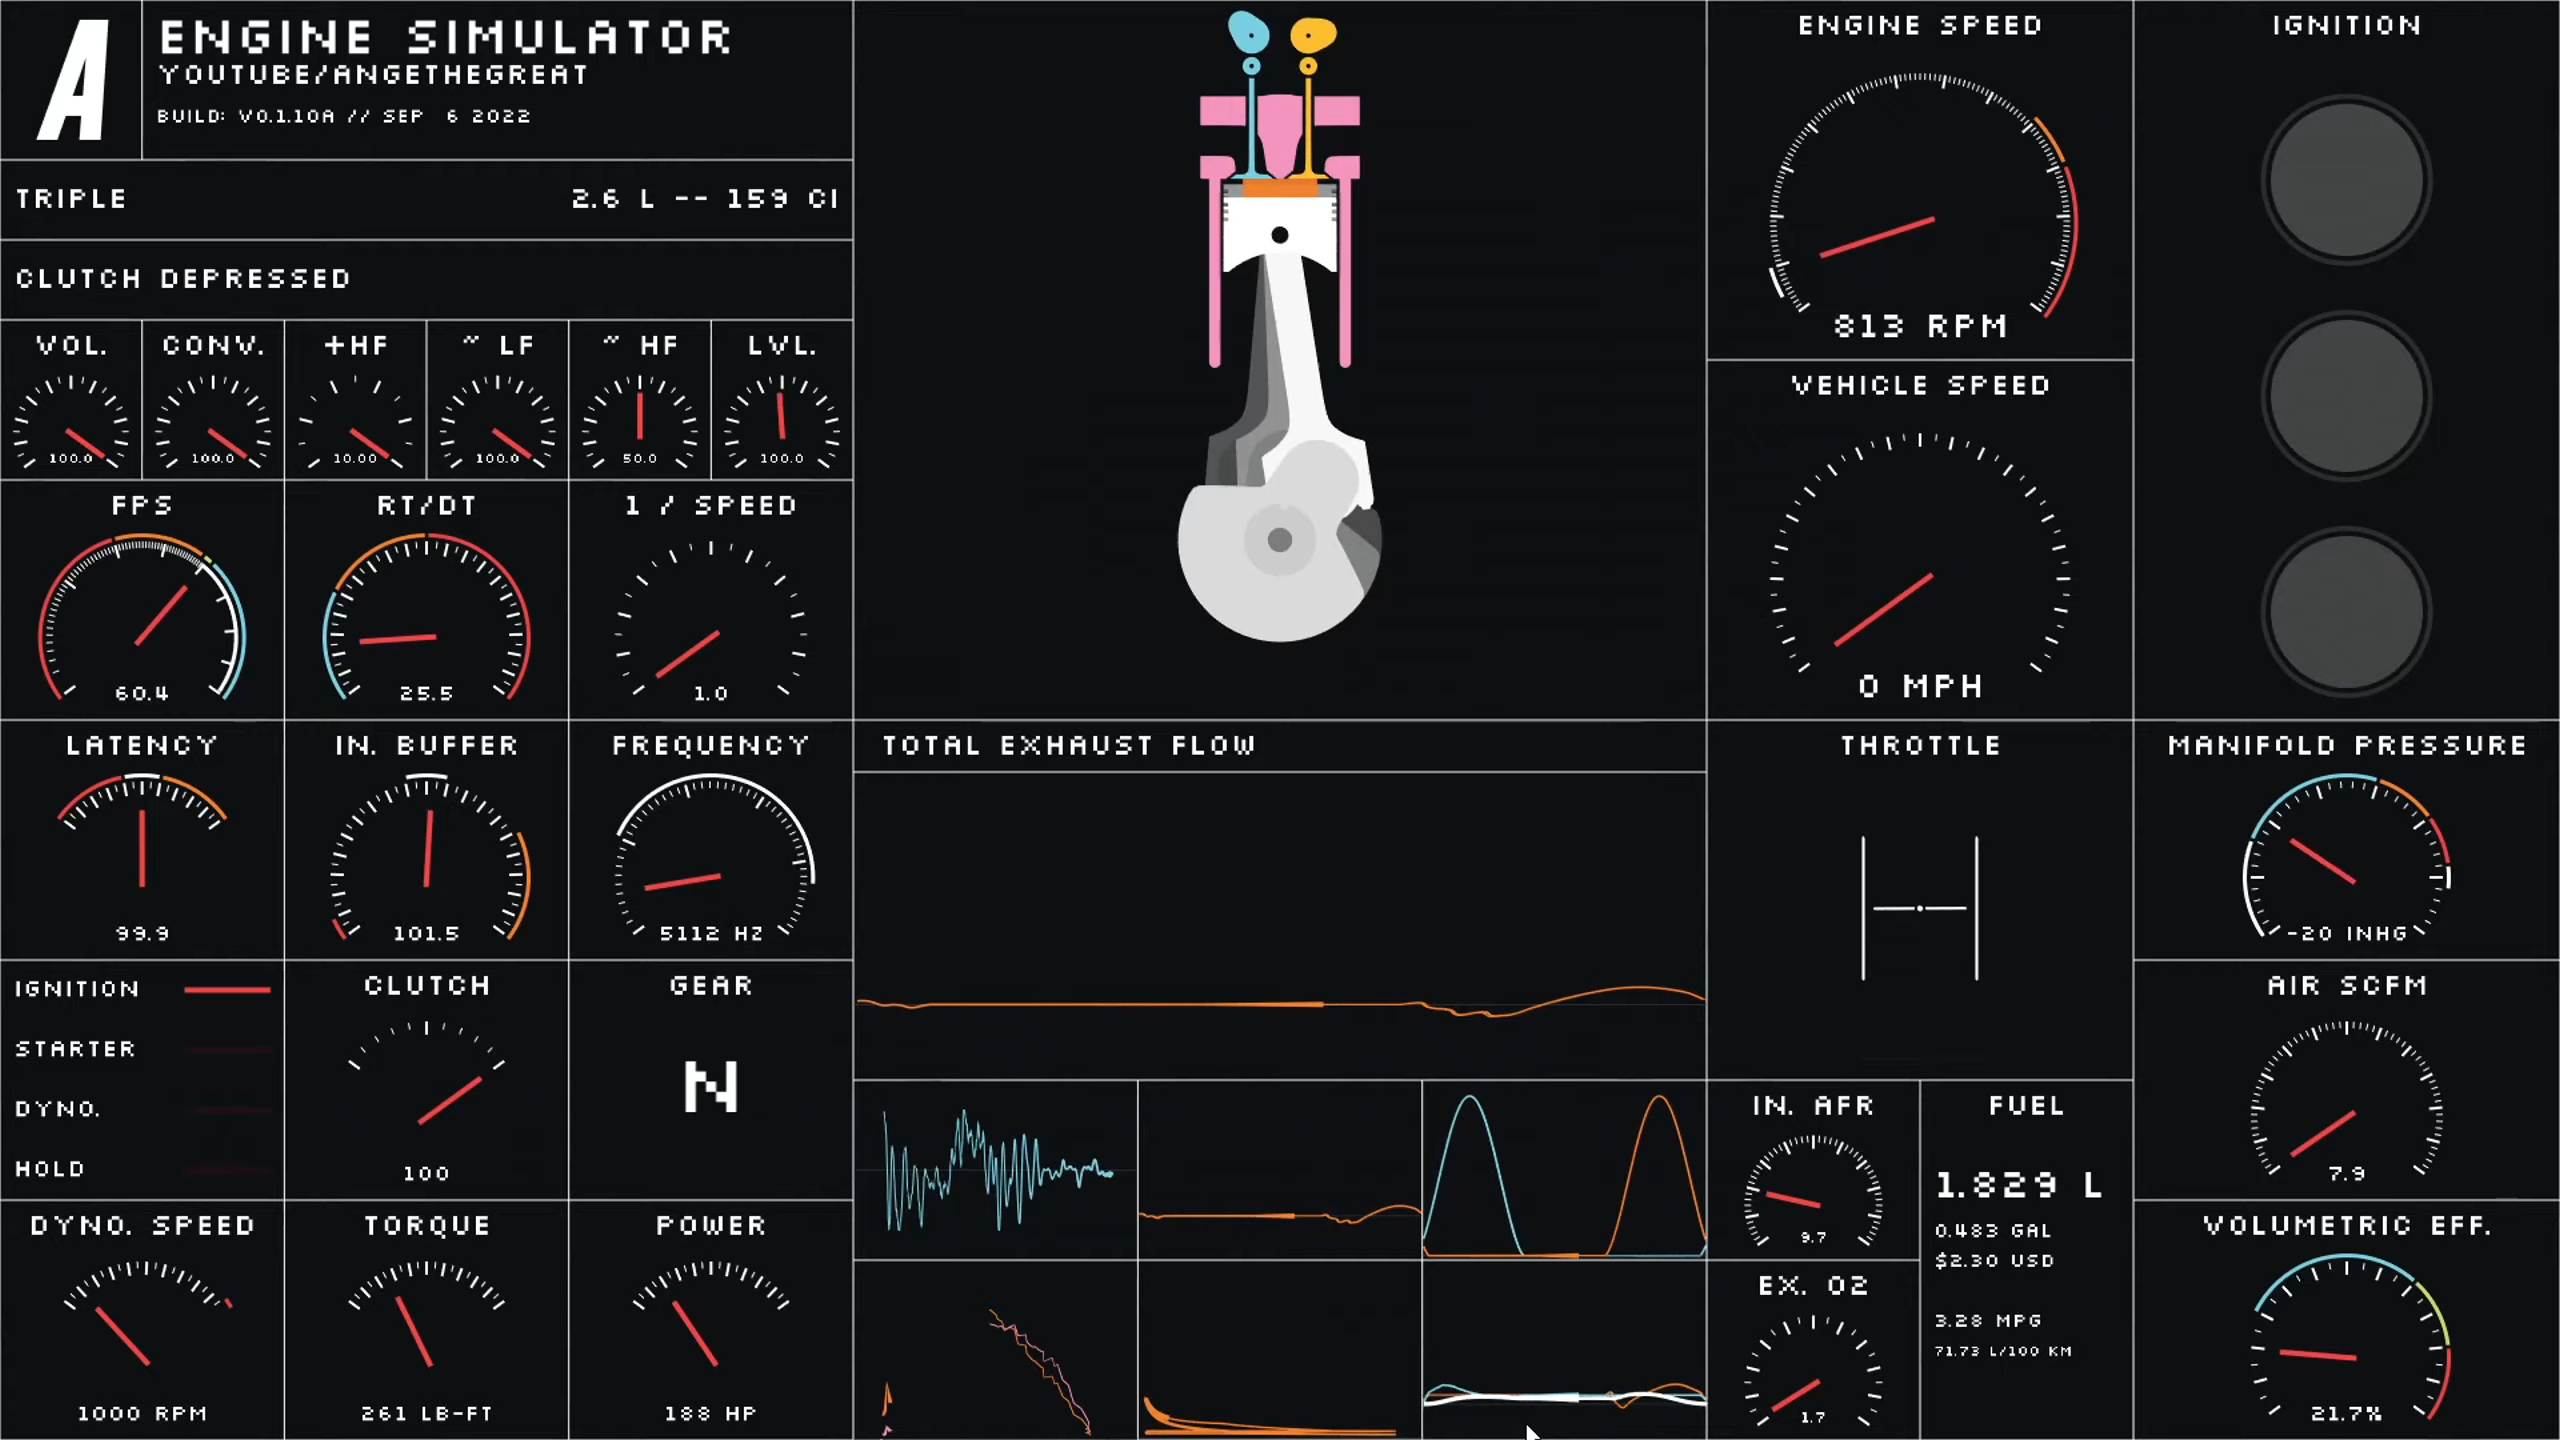 A
ENGINE SIMULATOR
YOUTUBE/ANGETHEGREAT
BUILD: V0.1.10A // SEP  6 2022
TRIPLE
2.6 L -- 159 CI
CLUTCH DEPRESSED
VOL.
100.0
CONV.
100.0
+HF
10.00
~ LF
100.0
~ HF
50.0
LVL.
100.0
FPS
60.4
RT/DT
25.5
1 / SPEED
1.0
LATENCY
99.9
IN. BUFFER
101.5
FREQUENCY
5112 HZ
IGNITION
STARTER
DYNO.
HOLD
CLUTCH
100
GEAR
N
DYNO. SPEED
1000 RPM
TORQUE
261 LB-FT
POWER
188 HP
TOTAL EXHAUST FLOW
ENGINE SPEED
813 RPM
VEHICLE SPEED
0 MPH
THROTTLE
IN. AFR
9.7
EX. O2
1.7
FUEL
1.829 L
0.483 GAL
$2.30 USD
3.28 MPG
71.73 L/100 KM
IGNITION
MANIFOLD PRESSURE
-20 INHG
AIR SCFM
7.9
VOLUMETRIC EFF.
21.7%